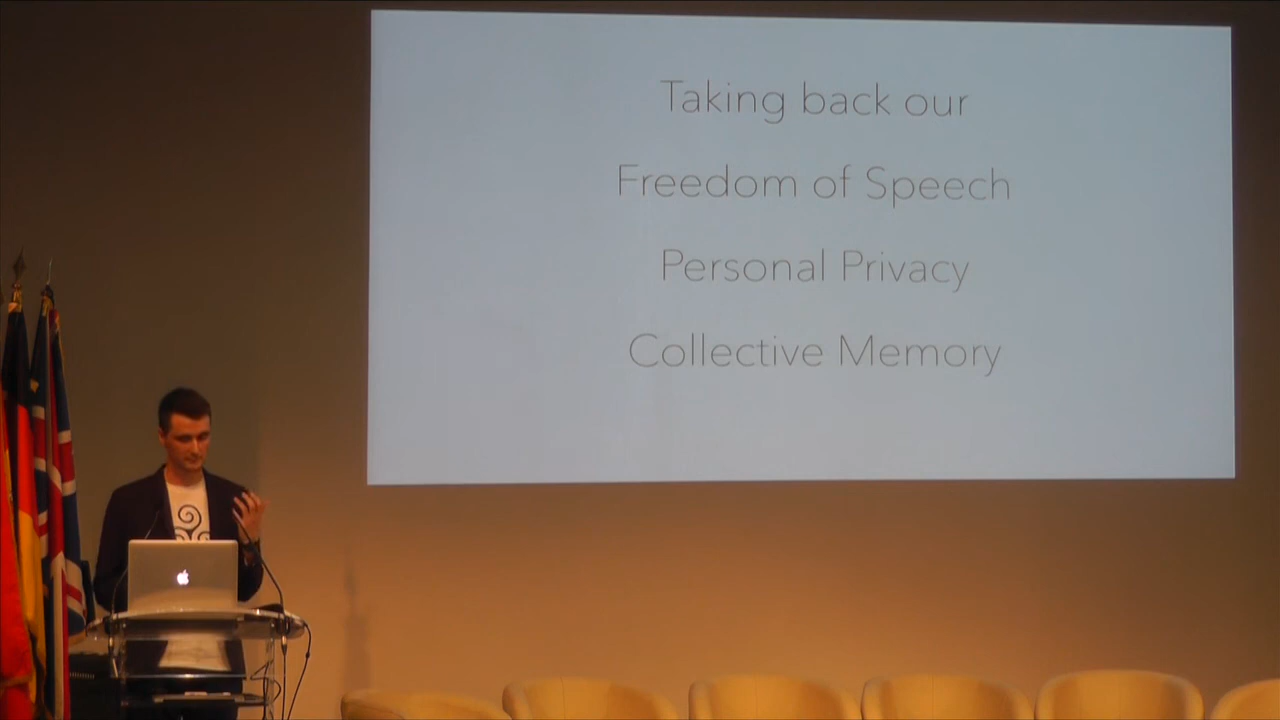 Taking back our
Freedom of Speech
Personal Privacy
Collective Memory